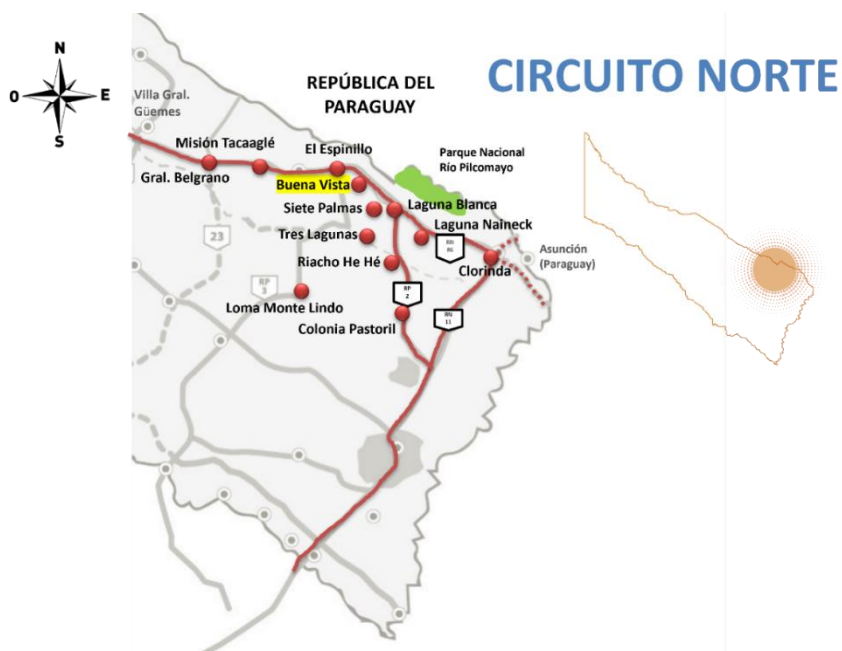 CIRCUITO NORTE
N
O
E
S
REPÚBLICA DEL
PARAGUAY
Villa Gral.
Güemes
Misión Tacaaglé
El Espinillo
Parque Nacional
Río Pilcomayo
Gral. Belgrano
Buena Vista
Siete Palmas
Laguna Blanca
Laguna Naineck
Tres Lagunas
RN
86
23
Asunción
(Paraguay)
Riacho He Hé
Clorinda
RP
3
RP
2
Loma Monte Lindo
Colonia Pastoril
RN
11